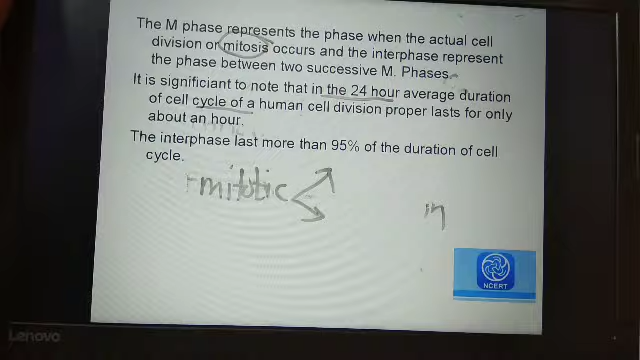 The M phase represents the phase when the actual cell
division or mitosis occurs and the interphase represent
the phase between two successive M. Phases.
It is significiant to note that in the 24 hour average duration
of cell cycle of a human cell division proper lasts for only
about an hour.
The interphase last more than 95% of the duration of cell
cycle.
mitotic
in
NCERT
Lenovo